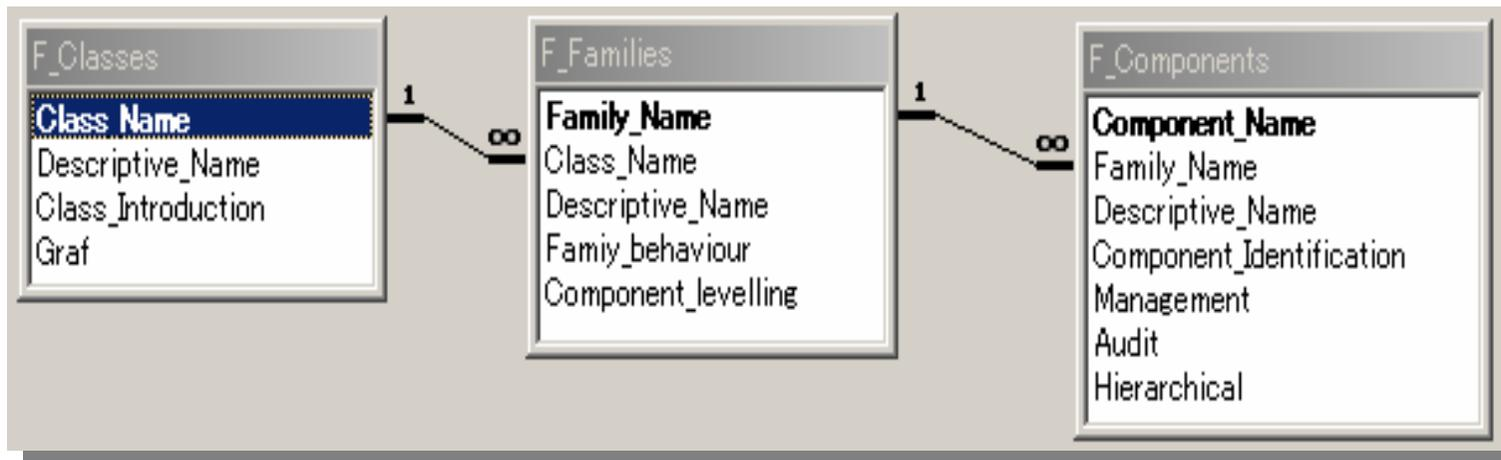 F_Classes
Class_Name
Descriptive_Name
Class_Introduction
Graf
1
∞
F_Families
Family_Name
Class_Name
Descriptive_Name
Famiy_behaviour
Component_levelling
1
∞
F_Components
Component_Name
Family_Name
Descriptive_Name
Component_Identification
Management
Audit
Hierarchical